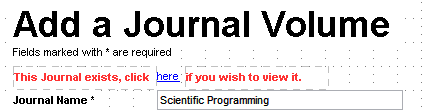 Add a Journal Volume
Fields marked with * are required
This Journal exists, click here if you wish to view it.
Journal Name * Scientific Programming